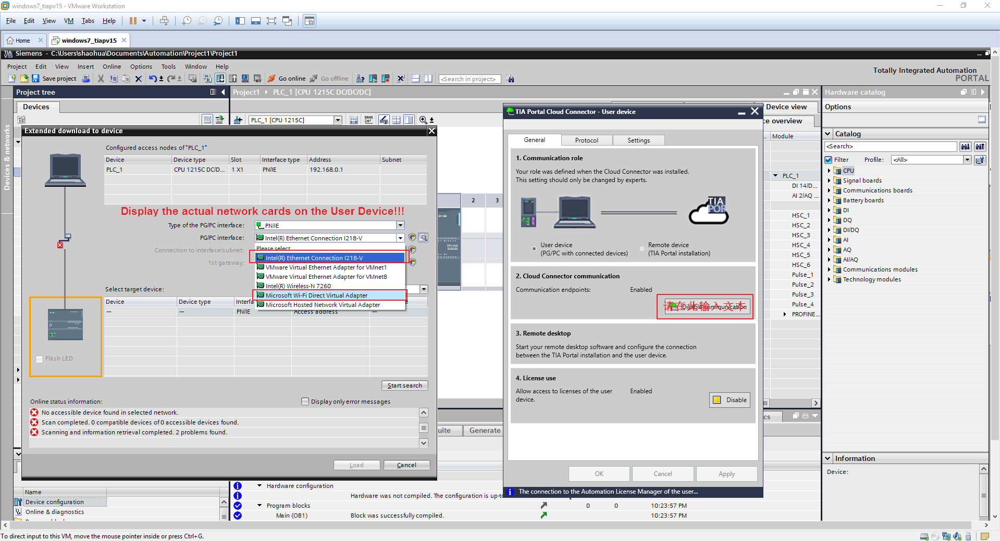 windows7_tiapv15 - VMware Workstation
File Edit View VM Tabs Help
Home windows7_tiapv15
Siemens - C:\Users\shaohua\Documents\Automation\Project1\Project1
Project Edit View Insert Online Options Tools Window Help
Totally Integrated Automation
PORTAL
Save project Go online Go offline <Search in project>
Project tree
Project1 PLC_1 [CPU 1215C DC/DC/DC]
Hardware catalog
Devices
Device view
Options
PLC_1 [CPU 1215C]
ce overview
Devices & networks
Extended download to device
Configured access nodes of "PLC_1"
Device Device type Slot Interface type Address Subnet
PLC_1 CPU 1215C DC/D... 1 X1 PN/IE 192.168.0.1
Display the actual network cards on the User Device!!!
Type of the PG/PC interface: PN/IE
PG/PC interface: Intel(R) Ethernet Connection I218-V
Please select
Connection to interface/subnet:
Intel(R) Ethernet Connection I218-V
1st gateway:
VMware Virtual Ethernet Adapter for VMnet1
VMware Virtual Ethernet Adapter for VMnet8
Intel(R) Wireless-N 7260
Select target device:
Microsoft Wi-Fi Direct Virtual Adapter
Microsoft Hosted Network Virtual Adapter
Device Device type Interfa
— — PN/IE Access address
Flash LED
Start search
Online status information:
Display only error messages
No accessible device found in selected network.
Scan completed. 0 compatible devices of 0 accessible devices found.
Scanning and information retrieval completed. 2 problems found.
Load Cancel
2 3
uite Generate
Name
Device configuration
Online & diagnostics
Hardware configuration
Hardware was not compiled. The configuration is up-to
Program blocks 0 0 10:23:57 PM
Main (OB1) Block was successfully compiled. 10:23:57 PM
TIA Portal Cloud Connector - User device
General Protocol Settings
1. Communication role
Your role was defined when the Cloud Connector was installed.
This setting should only be changed by experts.
TIA
POR
User device
(PG/PC with connected devices)
Remote device
(TIA Portal installation)
2. Cloud Connector communication
Communication endpoints: Enabled
Disable communication
请在此输入文本
3. Remote desktop
Start your remote desktop software and configure the connection
between the TIA Portal installation and the user device.
4. License use
Allow access to licenses of the user
device.
Enabled
Disable
OK Cancel Apply
The connection to the Automation License Manager of the user...
... Module
PLC_1
DI 14/D...
AI 2/AQ ...
HSC_1
HSC_2
HSC_3
HSC_4
HSC_5
HSC_6
Pulse_1
Pulse_2
Pulse_3
Pulse_4
PROFINE...
cs
Catalog
<Search>
Filter Profile: <All>
CPU
Signal boards
Communications boards
Battery boards
DI
DQ
DI/DQ
AI
AQ
AI/AQ
Communications modules
Technology modules
Information
Device:
To direct input to this VM, move the mouse pointer inside or press Ctrl+G.